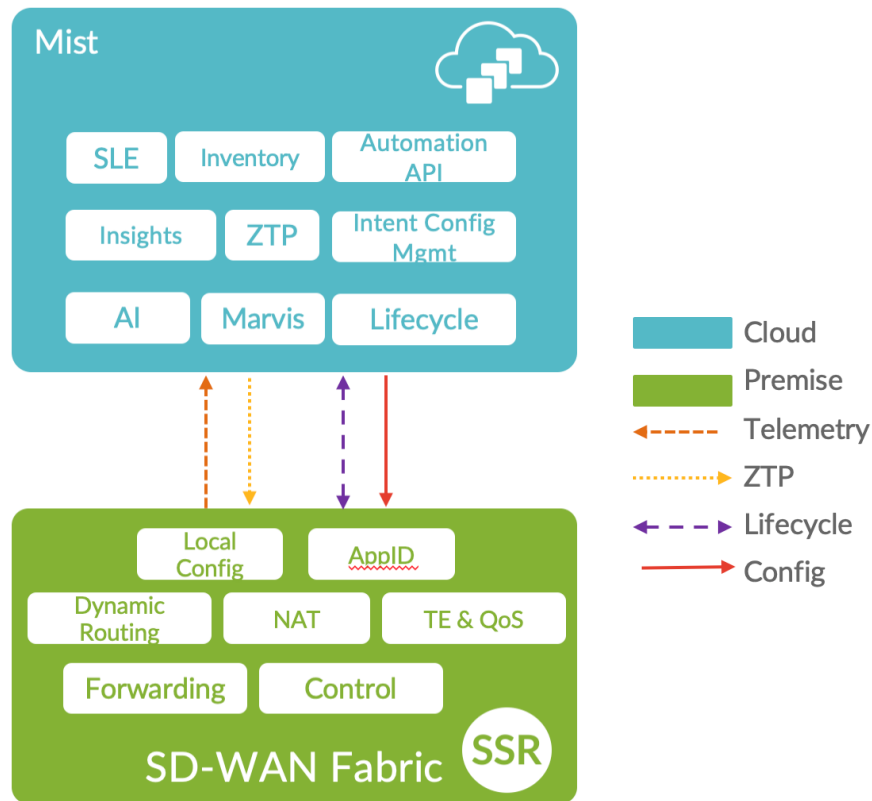 Mist
SLE
Inventory
Automation
API
Insights
ZTP
Intent Config
Mgmt
AI
Marvis
Lifecycle
Cloud
Premise
Telemetry
ZTP
Lifecycle
Config
Local
Config
AppID
Dynamic
Routing
NAT
TE & QoS
Forwarding
Control
SD-WAN Fabric
SSR